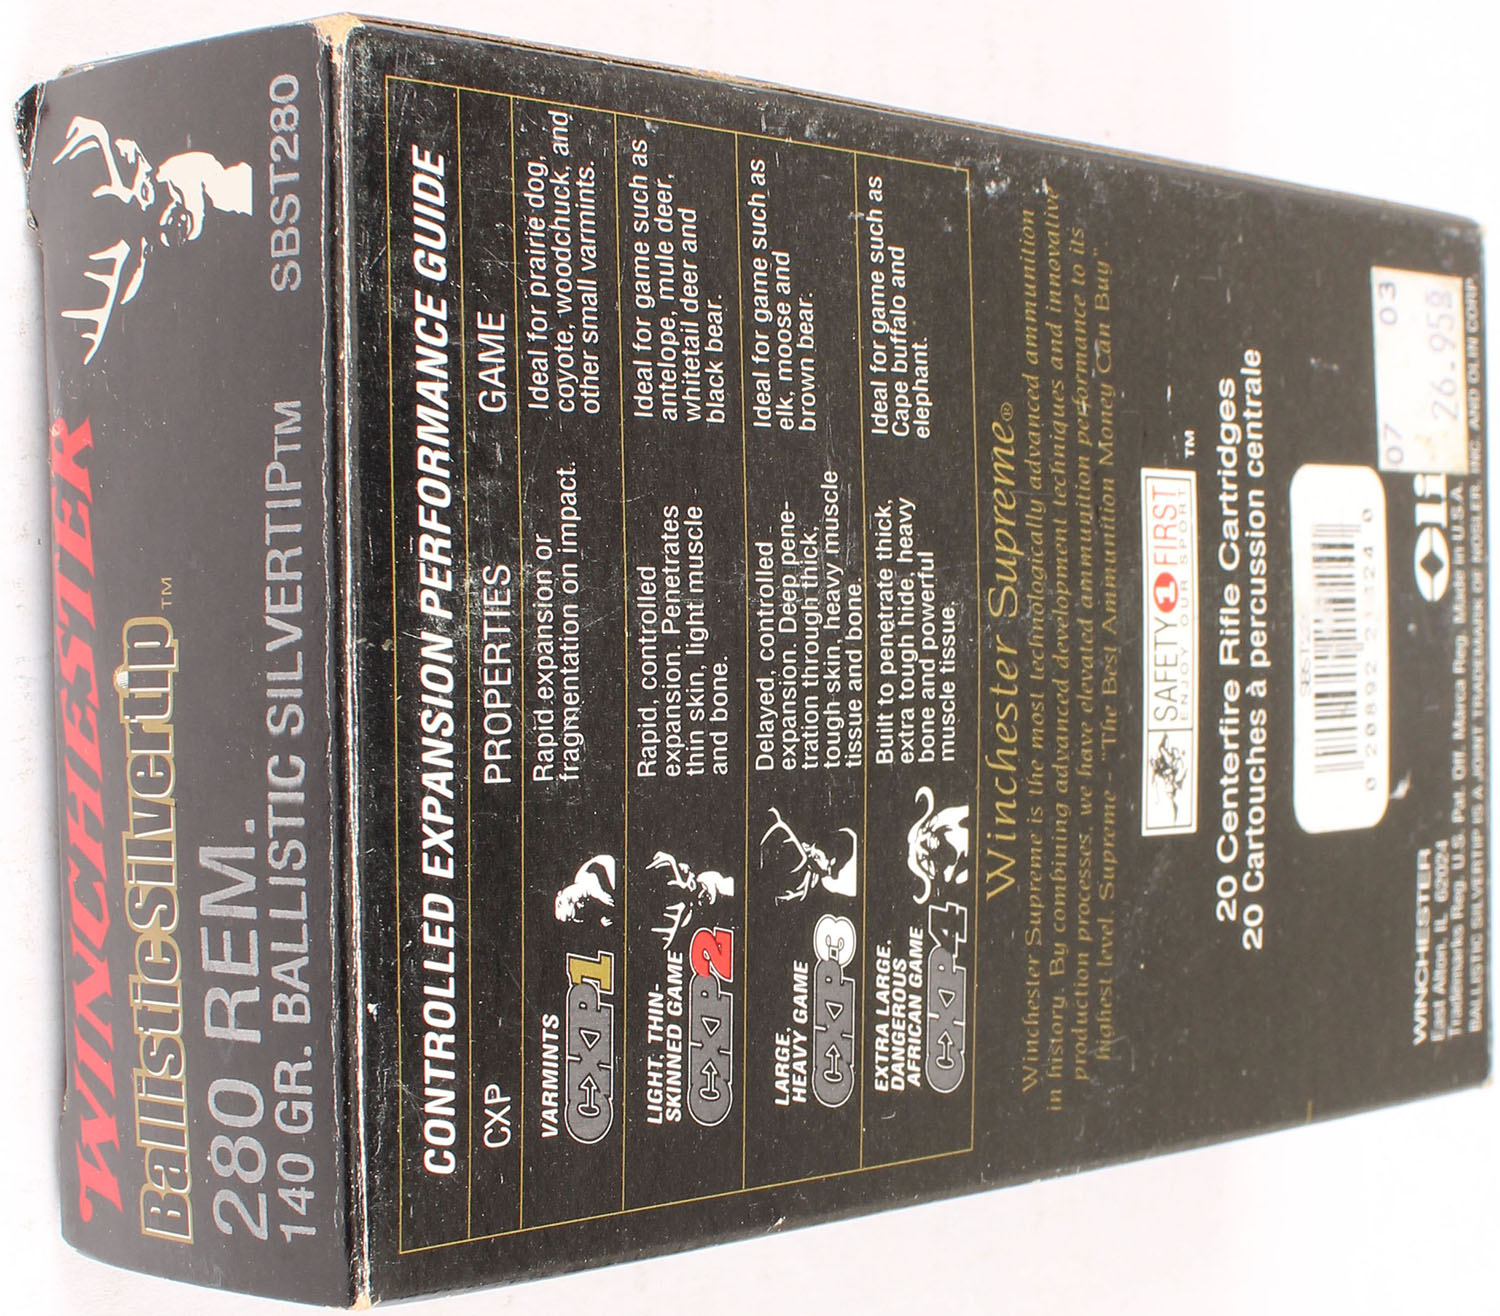 WINCHESTER
BallisticSilvertip™
280 REM.
140 GR. BALLISTIC SILVERTIP™ SBST280
CONTROLLED EXPANSION PERFORMANCE GUIDE
CXP PROPERTIES GAME
VARMINTS
CXP1
Rapid expansion or
fragmentation on impact.
Ideal for prairie dog,
coyote, woodchuck, and
other small varmints.
LIGHT, THIN-
SKINNED GAME
CXP2
Rapid, controlled
expansion. Penetrates
thin skin, light muscle
and bone.
Ideal for game such as
antelope, mule deer,
whitetail deer and
black bear.
LARGE,
HEAVY GAME
CXP3
Delayed, controlled
expansion. Deep pene-
tration through thick,
tough skin, heavy muscle
tissue and bone.
Ideal for game such as
elk, moose and
brown bear.
EXTRA LARGE,
DANGEROUS
AFRICAN GAME
CXP4
Built to penetrate thick,
extra tough hide, heavy
bone and powerful
muscle tissue.
Ideal for game such as
Cape buffalo and
elephant.
Winchester Supreme®
Winchester Supreme is the most technologically advanced ammunition
in history. By combining advanced development techniques and innovative
production processes, we have elevated ammunition performance to its
highest level. Supreme - "The Best Ammunition Money Can Buy".
SAFETY 1 FIRST ™
ENJOY OUR SPORT
20 Centerfire Rifle Cartridges
20 Cartouches à percussion centrale
0 20892 21124 0
07 03
26.95
Oli
WINCHESTER
East Alton, IL 62024
Trademarks Reg. U.S. Pat. Off. Marca Reg. Made in U.S.A.
BALLISTIC SILVERTIP IS A JOINT TRADEMARK OF NOSLER, INC. AND OLIN CORP.